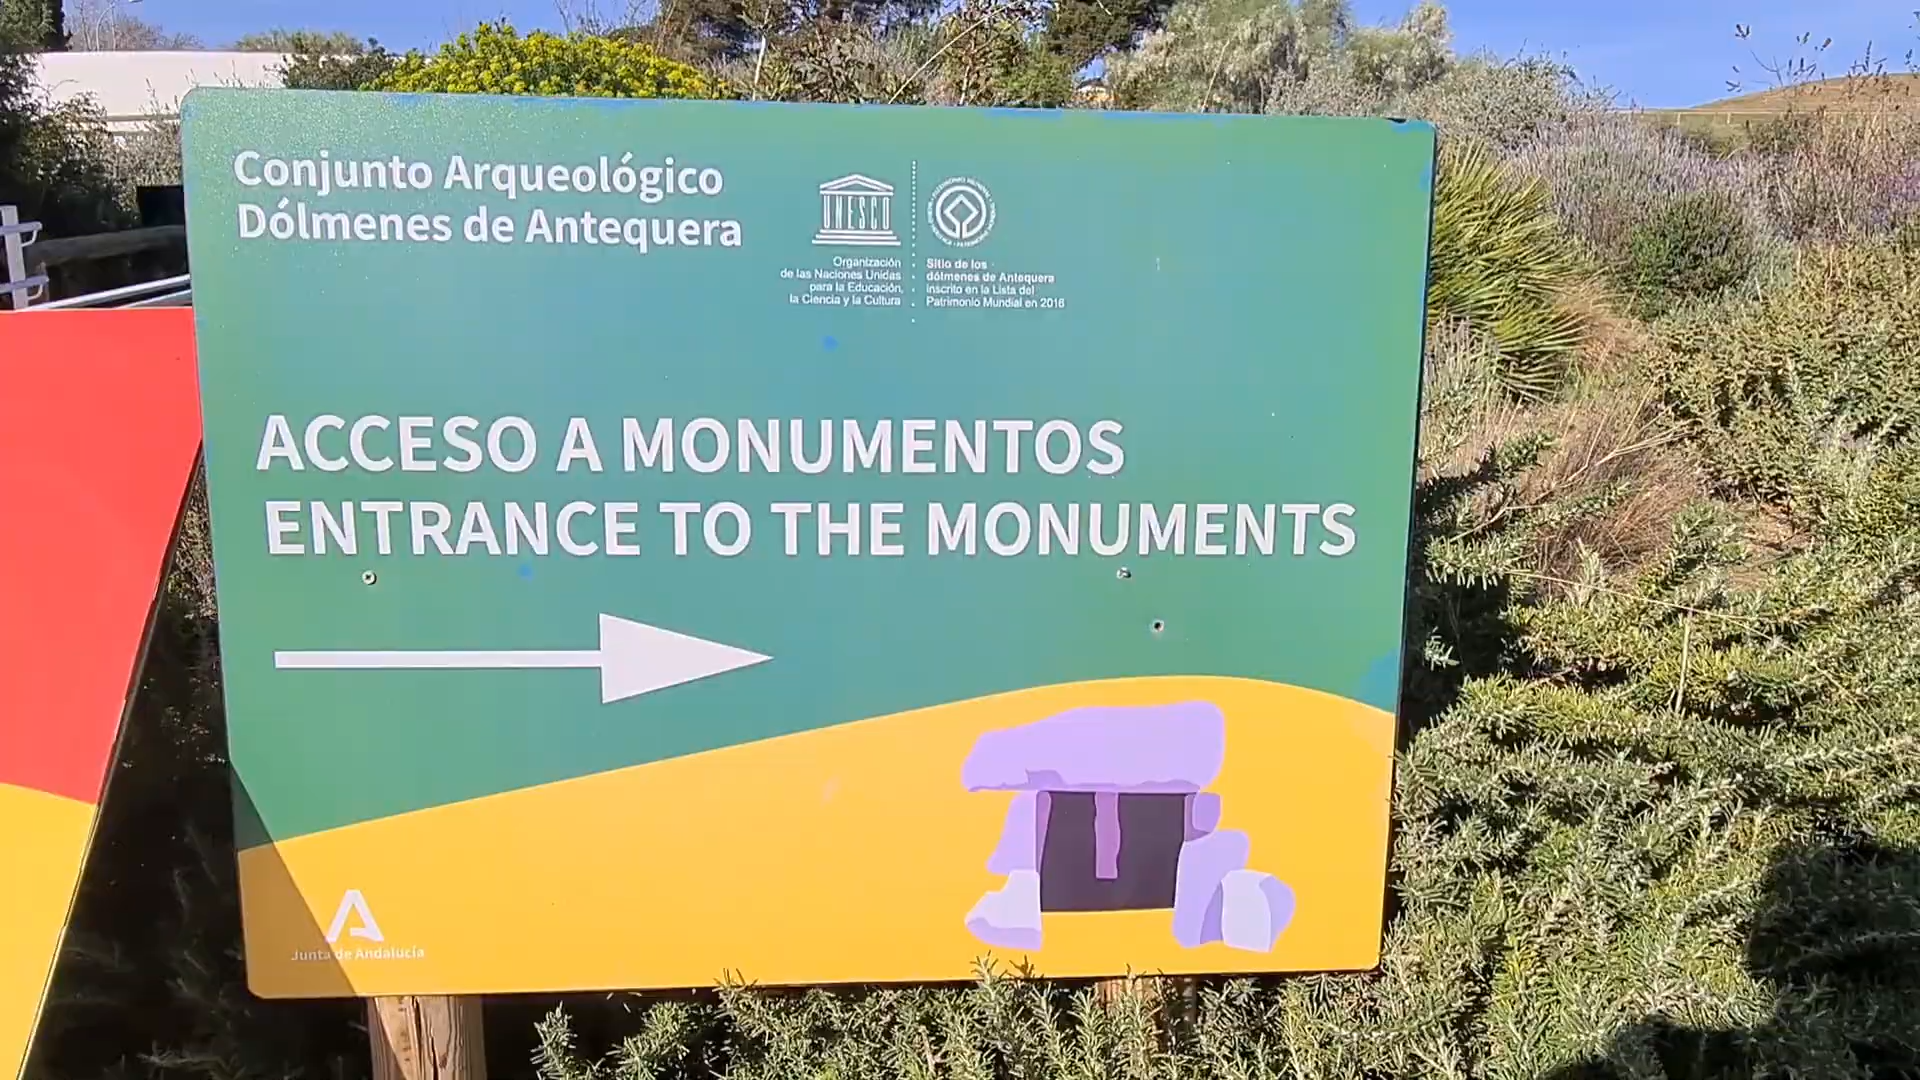 Conjunto Arqueológico
Dólmenes de Antequera
UNESCO
Organización
de las Naciones Unidas
para la Educación,
la Ciencia y la Cultura
Sitio de los
dólmenes de Antequera
inscrito en la Lista del
Patrimonio Mundial en 2016
ACCESO A MONUMENTOS
ENTRANCE TO THE MONUMENTS
Junta de Andalucía